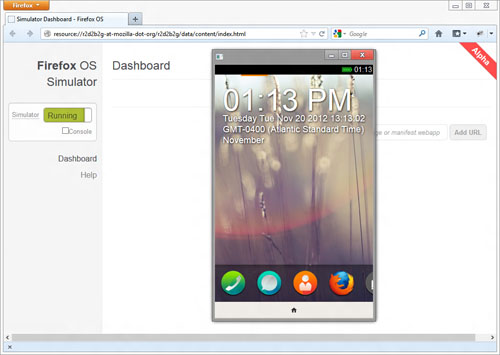 Firefox
Simulator Dashboard - Firefox OS
resource://r2d2b2g-at-mozilla-dot-org/r2d2b2g/data/content/index.html
Google
Alpha
Firefox OS
Simulator
Dashboard
Simulator
Running
Console
Dashboard
Help
01:13
01:13 PM
Tuesday Tue Nov 20 2012 13:13:02
GMT-0400 (Atlantic Standard Time)
November
or manifest webapp
Add URL